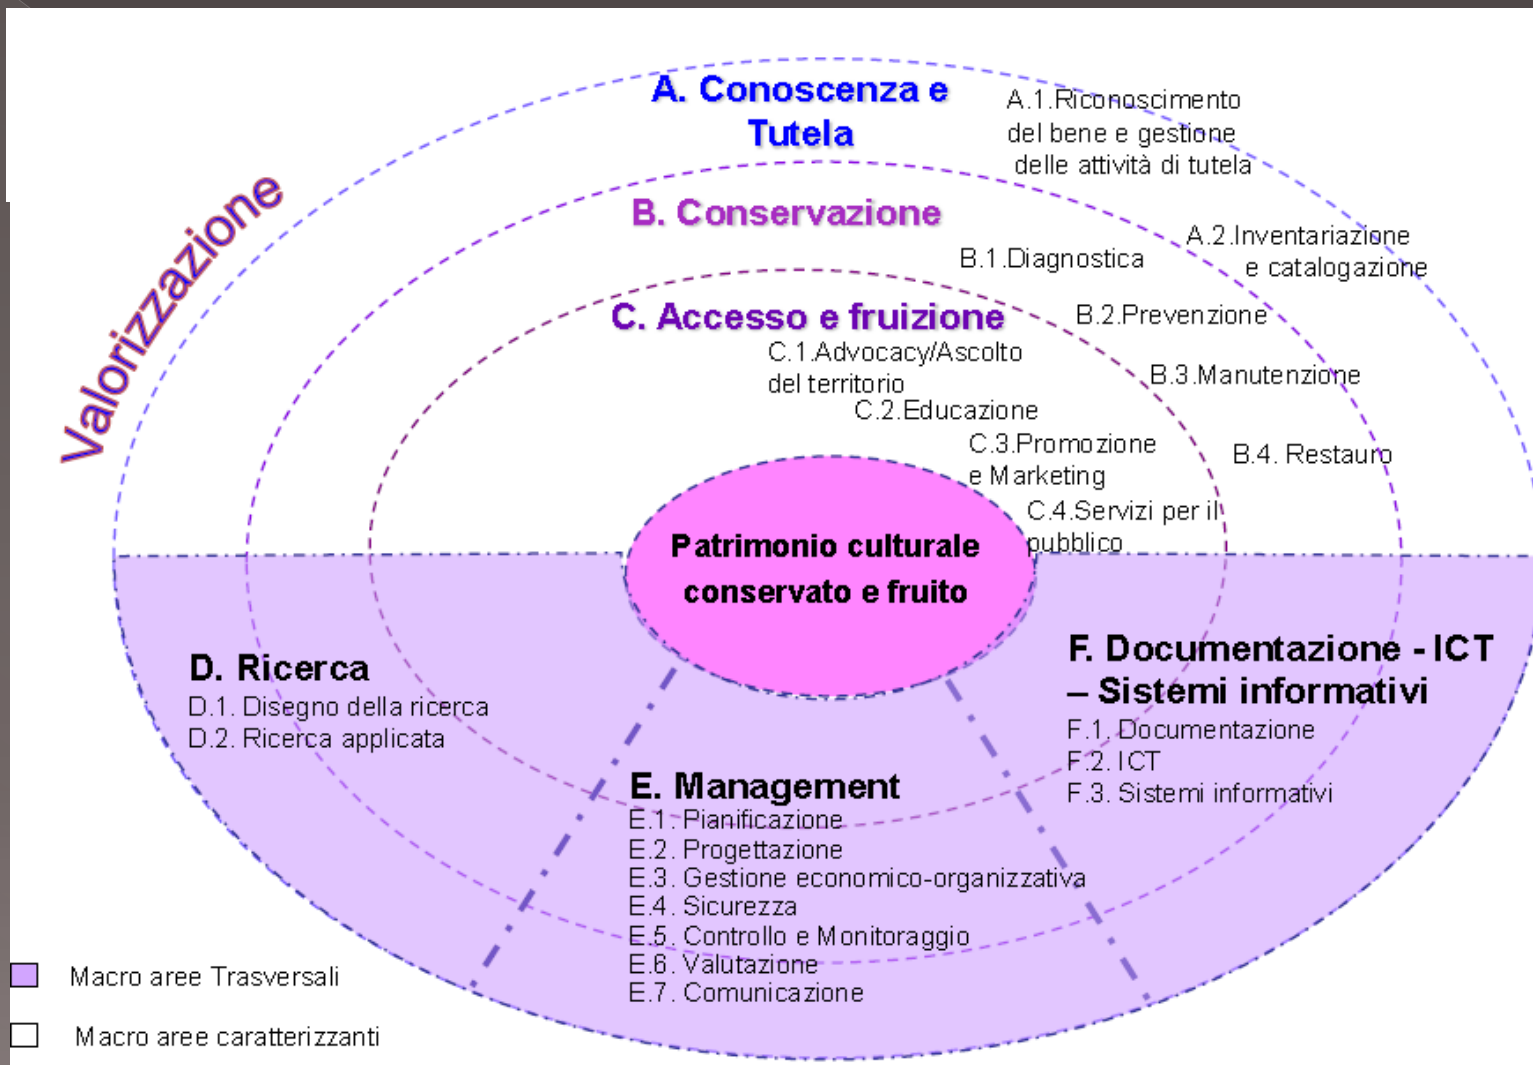 Valorizzazione
A. Conoscenza e
Tutela
A.1.Riconoscimento
del bene e gestione
delle attività di tutela
A.2.Inventariazione
e catalogazione
B. Conservazione
B.1.Diagnostica
B.2.Prevenzione
B.3.Manutenzione
B.4. Restauro
C. Accesso e fruizione
C.1.Advocacy/Ascolto
del territorio
C.2.Educazione
C.3.Promozione
e Marketing
C.4.Servizi per il
pubblico
Patrimonio culturale
conservato e fruito
D. Ricerca
D.1. Disegno della ricerca
D.2. Ricerca applicata
E. Management
E.1. Pianificazione
E.2. Progettazione
E.3. Gestione economico-organizzativa
E.4. Sicurezza
E.5. Controllo e Monitoraggio
E.6. Valutazione
E.7. Comunicazione
F. Documentazione - ICT
– Sistemi informativi
F.1. Documentazione
F.2. ICT
F.3. Sistemi informativi
Macro aree Trasversali
Macro aree caratterizzanti